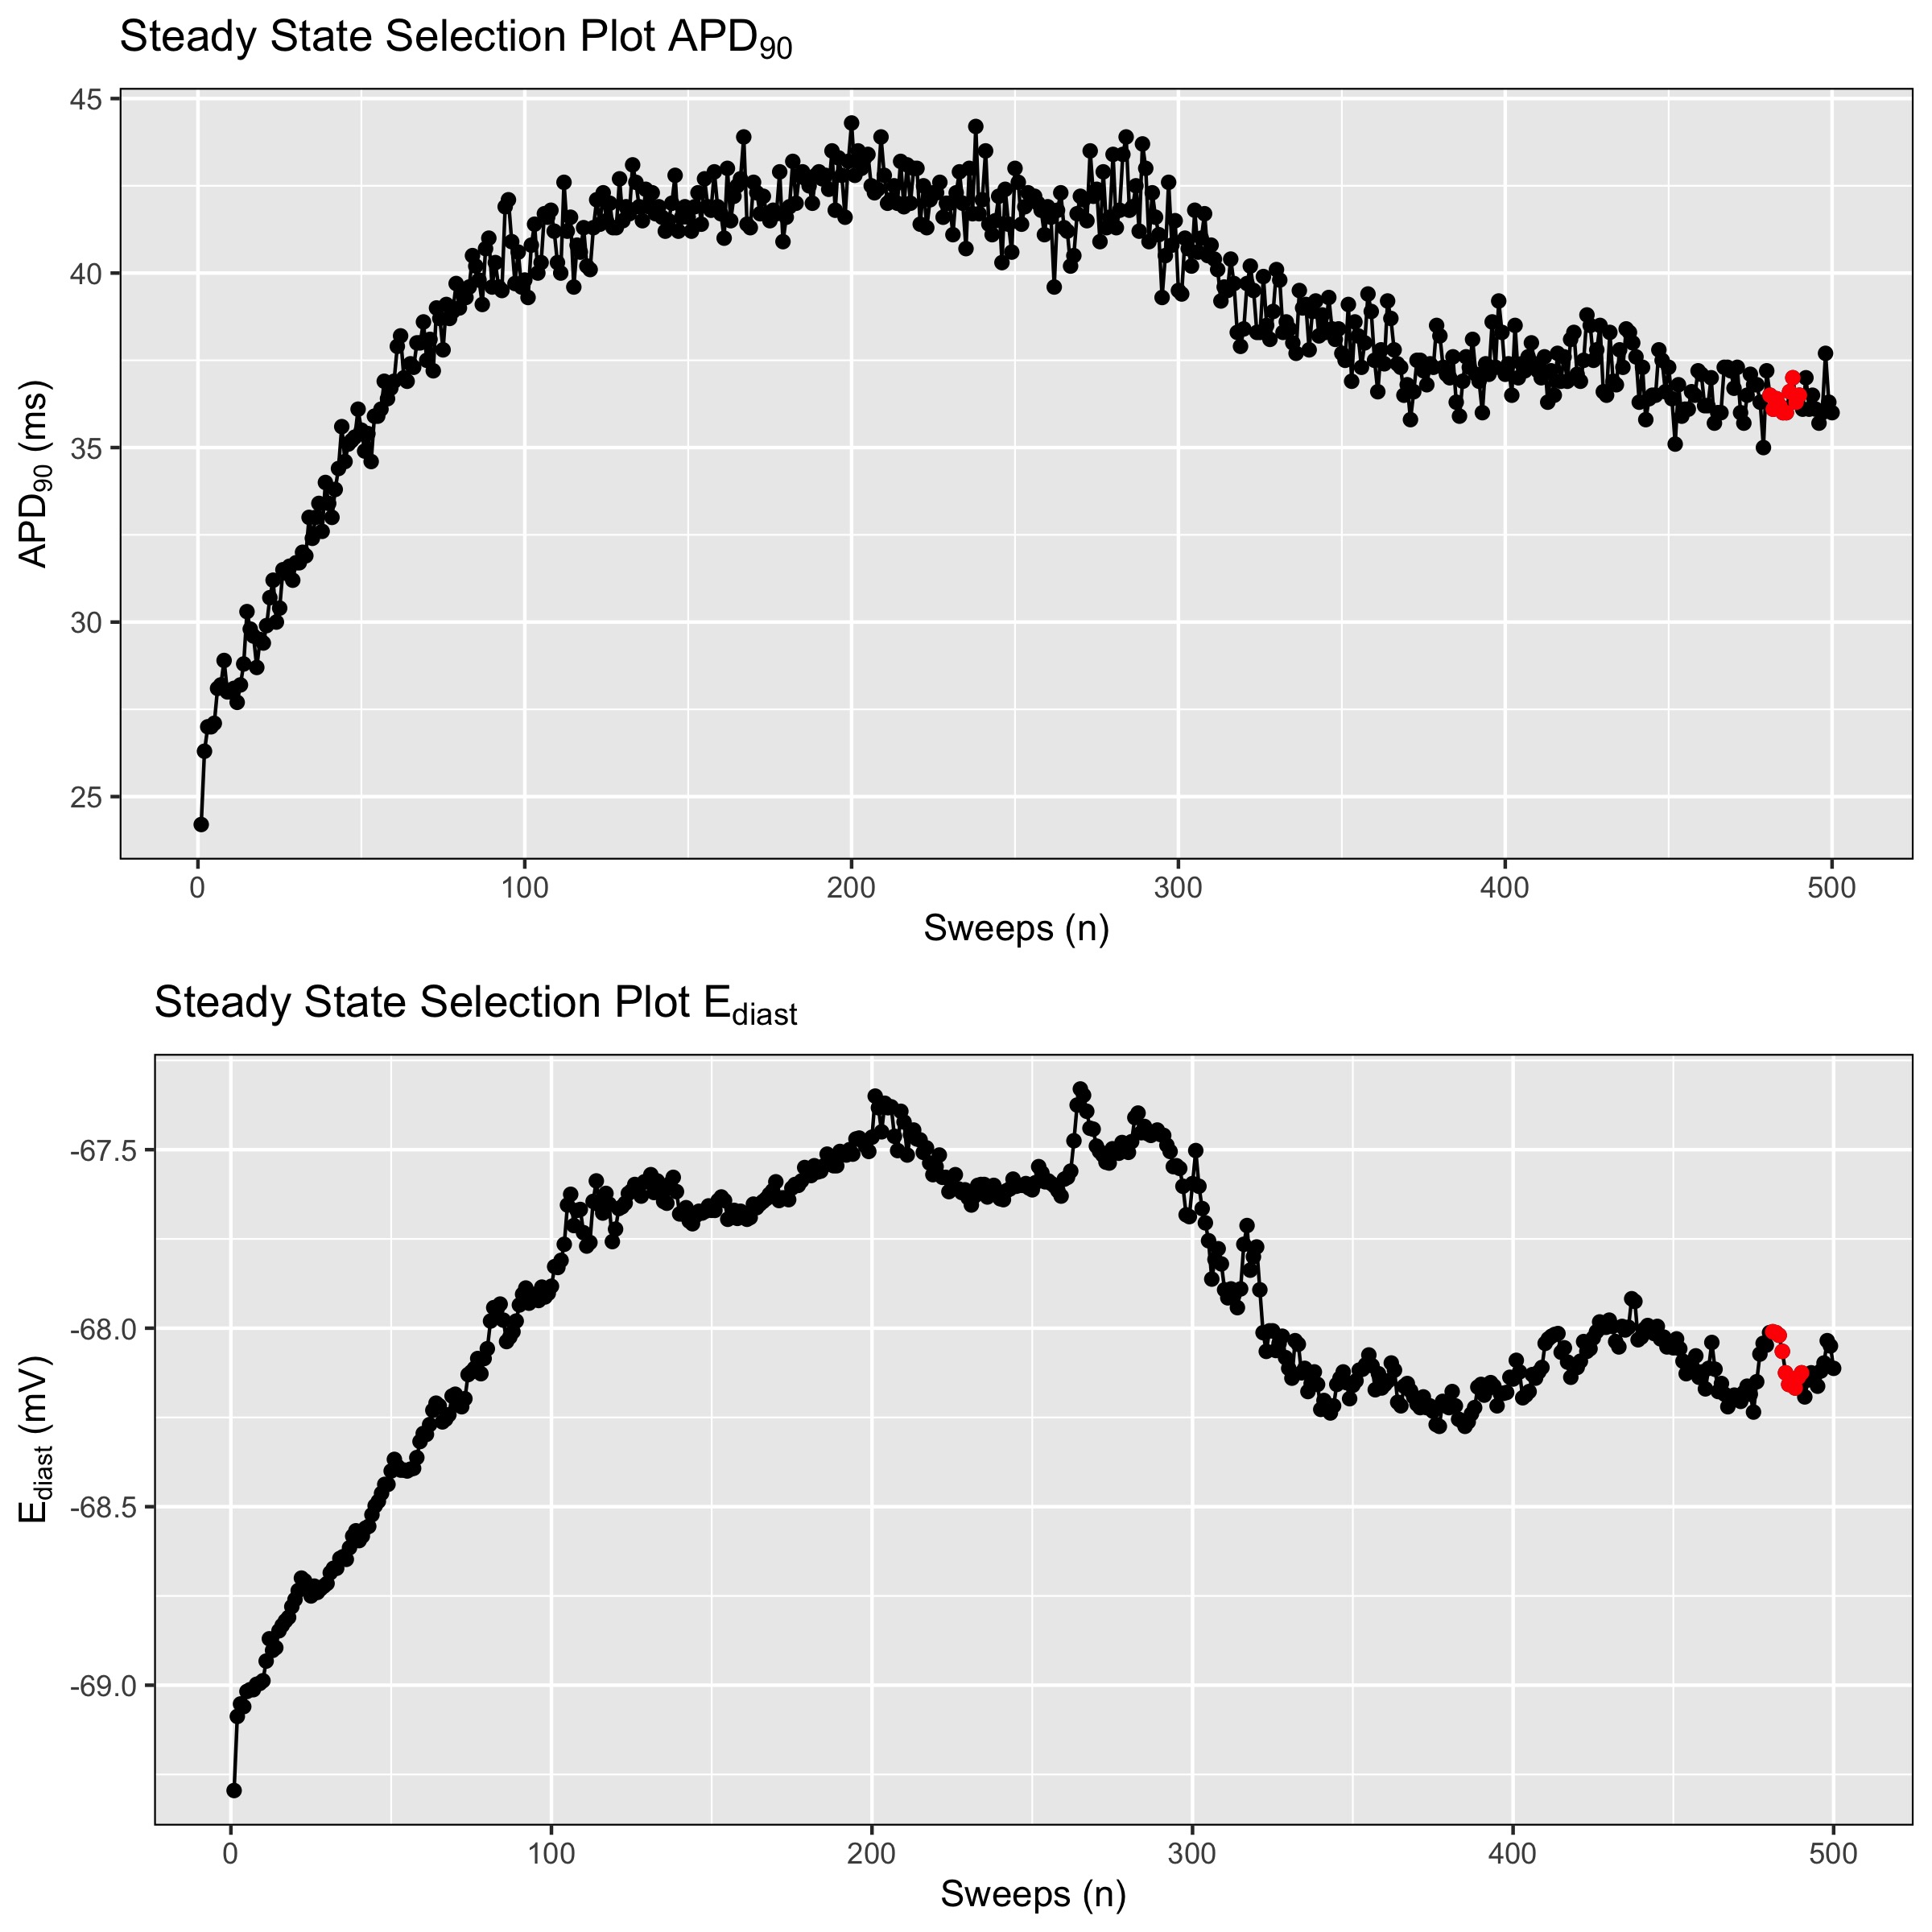 Steady State Selection Plot APD90
45
40
35
30
25
APD90 (ms)
0 100 200 300 400 500
Sweeps (n)
Steady State Selection Plot Ediast
-67.5
-68.0
-68.5
-69.0
Ediast (mV)
0 100 200 300 400 500
Sweeps (n)